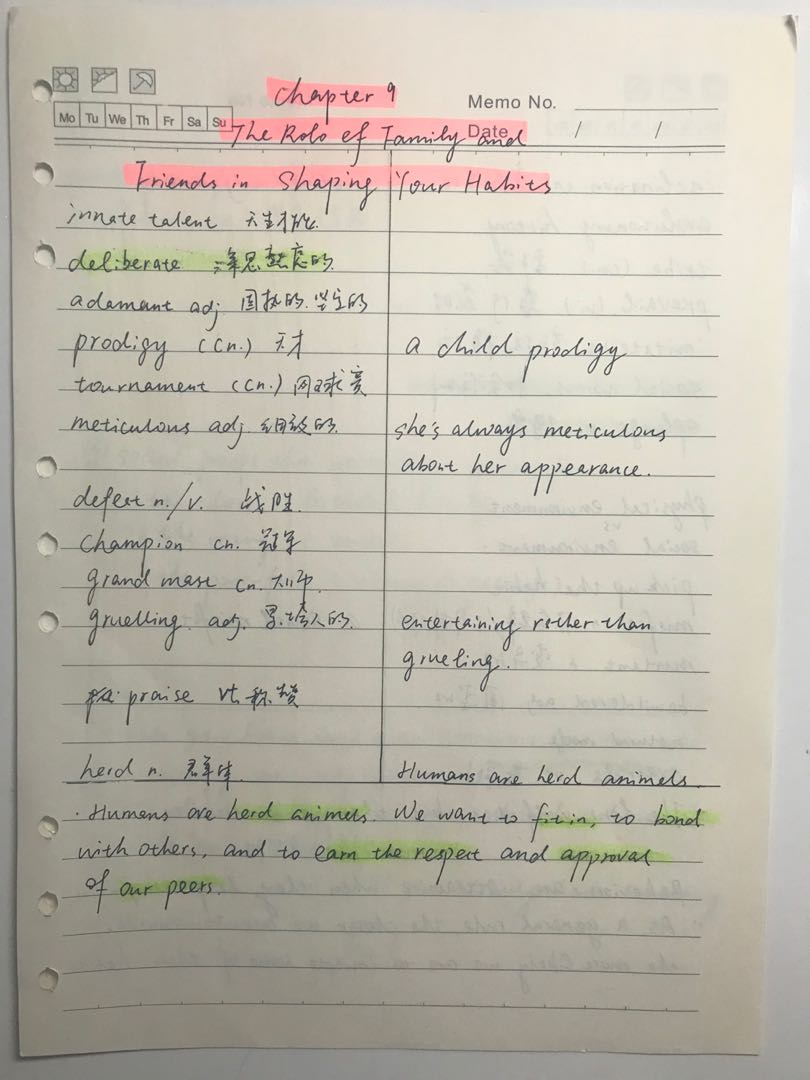 Chapter 9
Memo No.
Mo Tu We Th Fr Sa Su
Date / /
The Role of Family and
Friends in Shaping Your Habits
innate talent 天生才能.
deliberate 深思熟虑的
adamant adj 固执的.坚定的
prodigy (Cn.) 天才 a child prodigy
tournament (Cn.) 网球赛
meticulous adj. 细致的. She's always meticulous
about her appearance.
defeat n./v. 战胜.
Champion cn. 冠军
grand mast cn. 大师
gruelling. adj. 累垮人的. entertaining rather than
grueling.
praise vt 称赞
herd n. 群体 Humans are herd animals.
· Humans are herd animals. We want to fit in, to bond
with others, and to earn the respect and approval
of our peers.